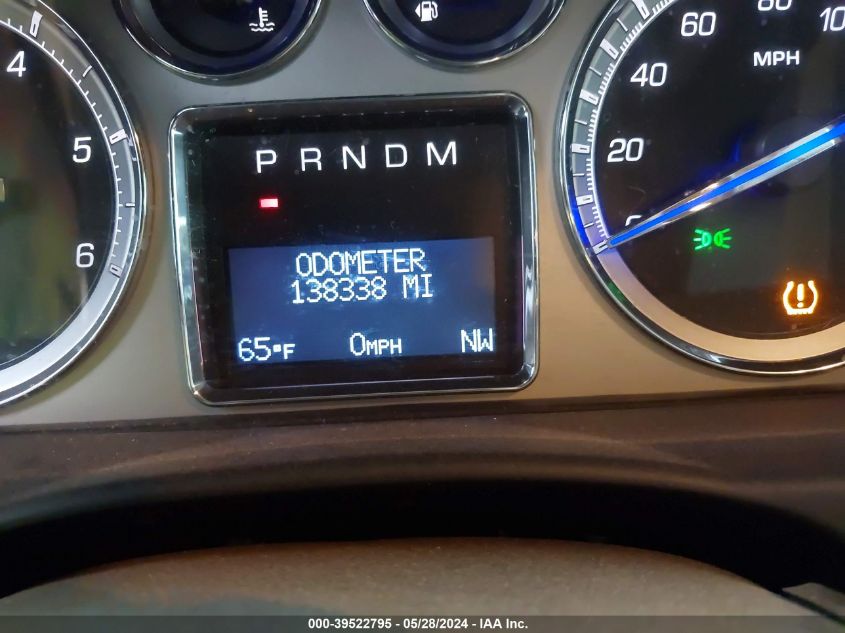 4
5
6
60
80
100
40
MPH
20
P R N D M
ODOMETER
138338 MI
65°F 0MPH NW
000-39522795 - 05/28/2024 - IAA Inc.